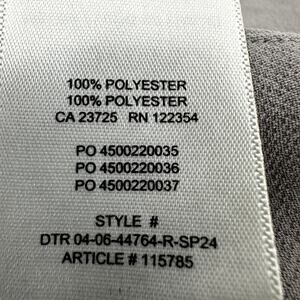 100% POLYESTER
100% POLYESTER
CA 23725 RN 122354
PO 4500220035
PO 4500220036
PO 4500220037
STYLE #
DTR 04-06-44764-R-SP24
ARTICLE # 115785